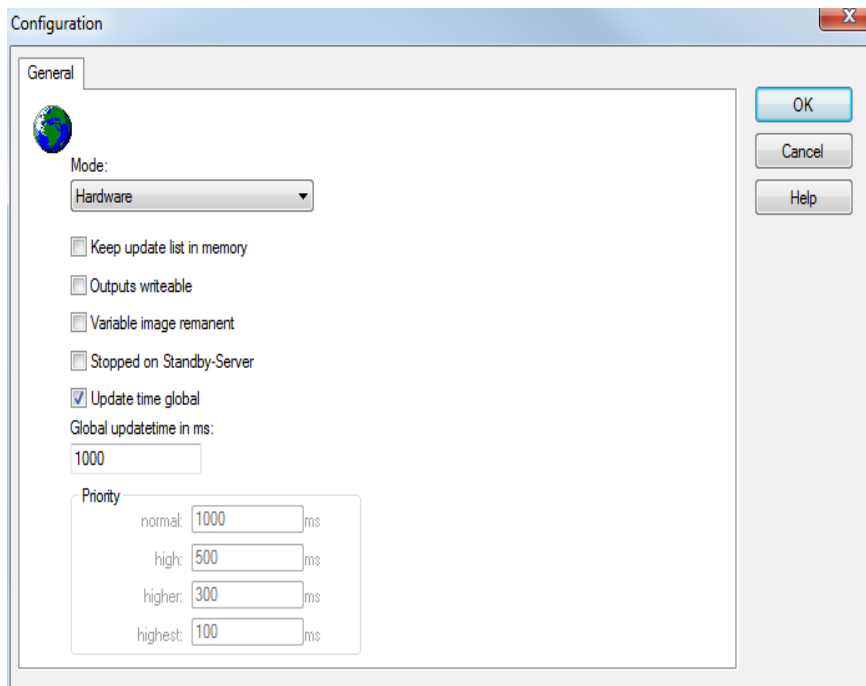 Configuration
X
General
OK
Cancel
Help
Mode:
Hardware
Keep update list in memory
Outputs writeable
Variable image remanent
Stopped on Standby-Server
Update time global
Global updatetime in ms:
1000
Priority
normal: 1000 ms
high: 500 ms
higher: 300 ms
highest: 100 ms